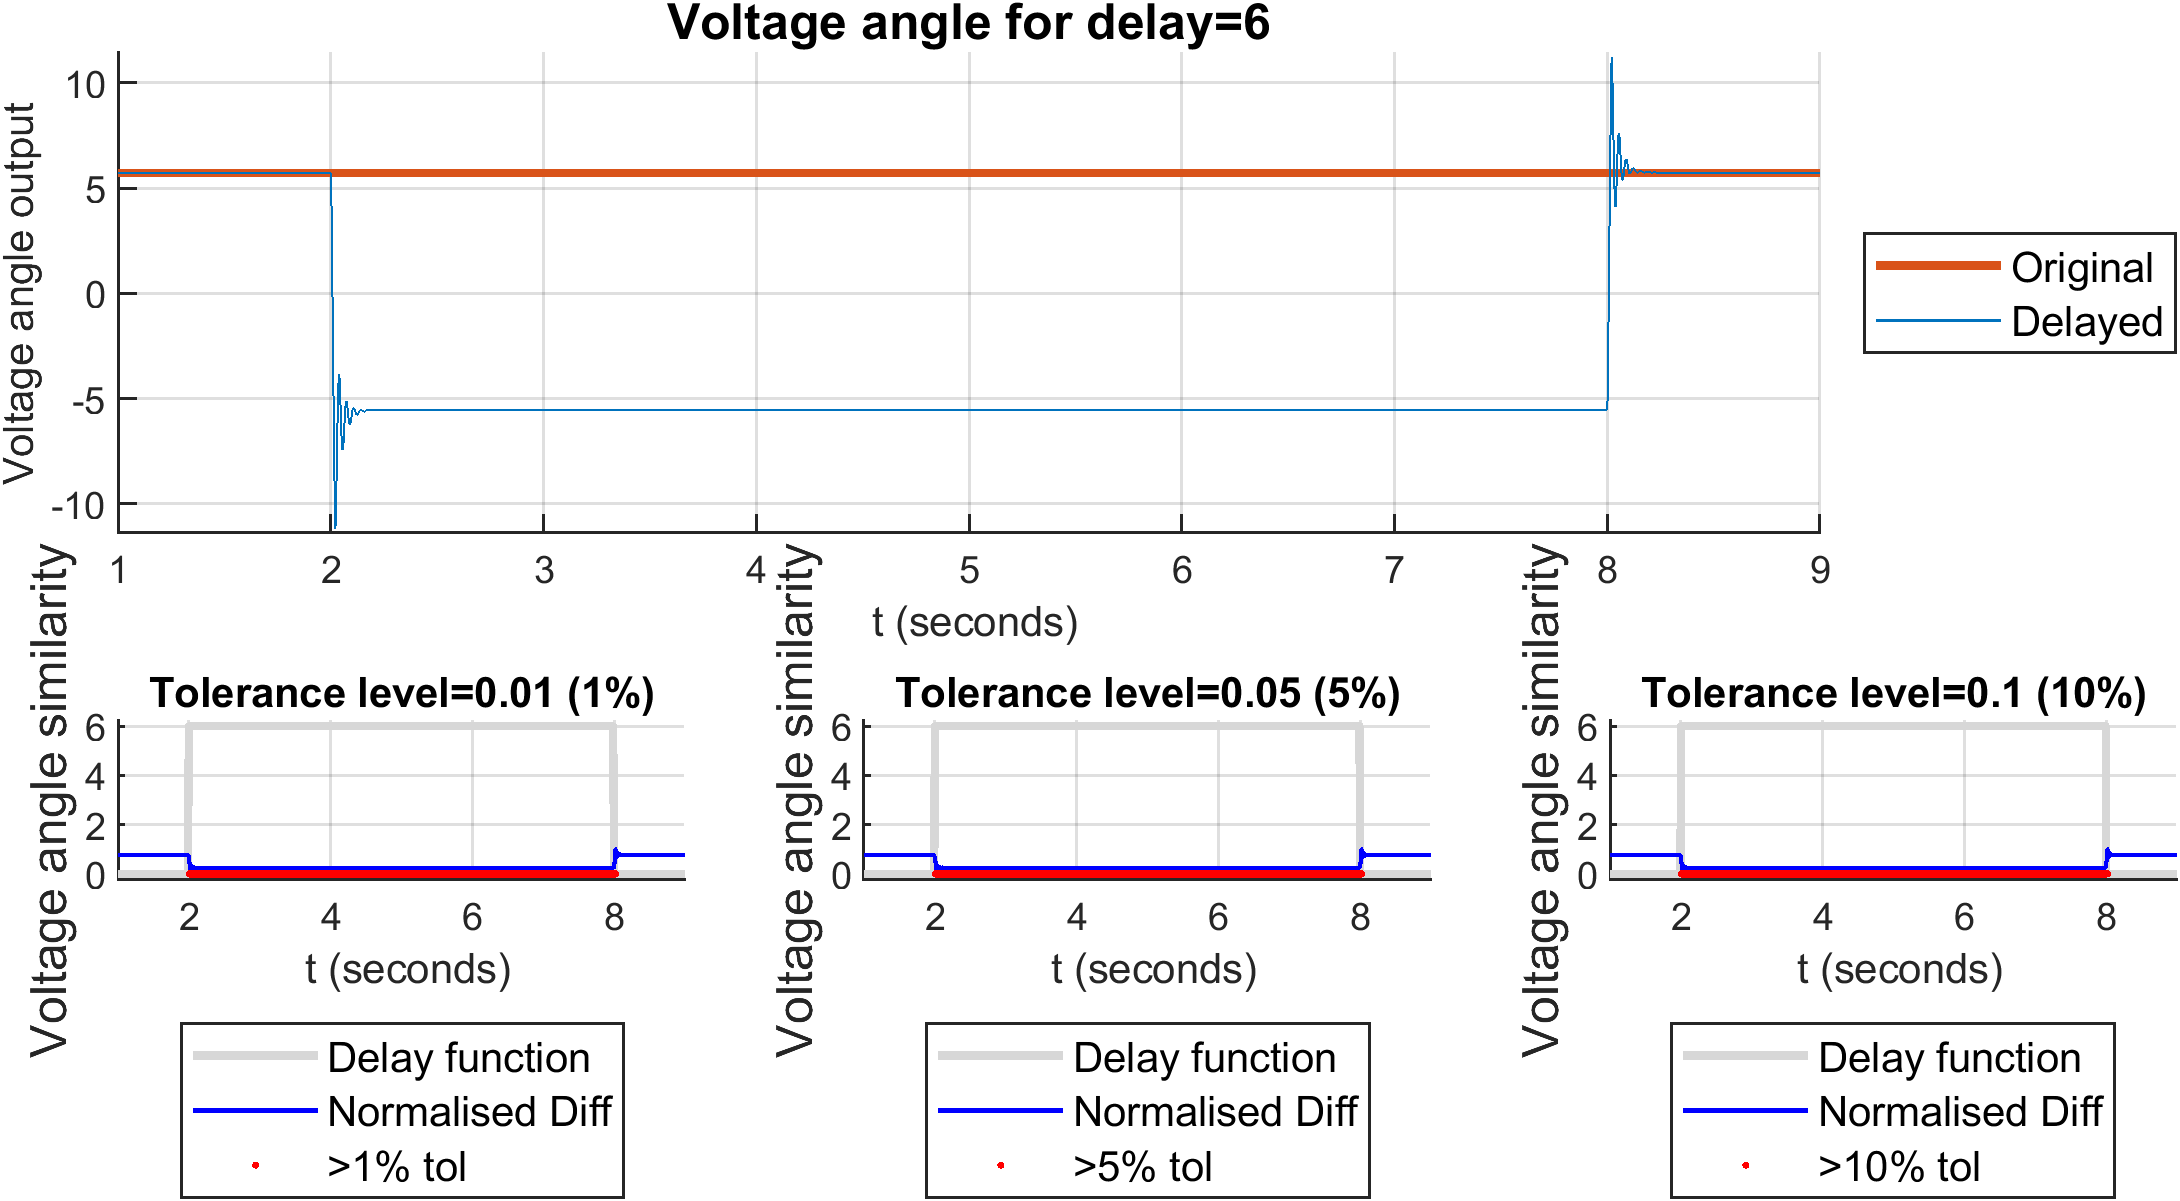 Voltage angle for delay=6
Voltage angle output
10
5
0
-5
-10
1 2 3 4 5 6 7 8 9
t (seconds)
Original
Delayed
Tolerance level=0.01 (1%)
Voltage angle similarity
6
4
2
0
2 4 6 8
t (seconds)
Delay function
Normalised Diff
>1% tol
Tolerance level=0.05 (5%)
Voltage angle similarity
6
4
2
0
2 4 6 8
t (seconds)
Delay function
Normalised Diff
>5% tol
Tolerance level=0.1 (10%)
Voltage angle similarity
6
4
2
0
2 4 6 8
t (seconds)
Delay function
Normalised Diff
>10% tol